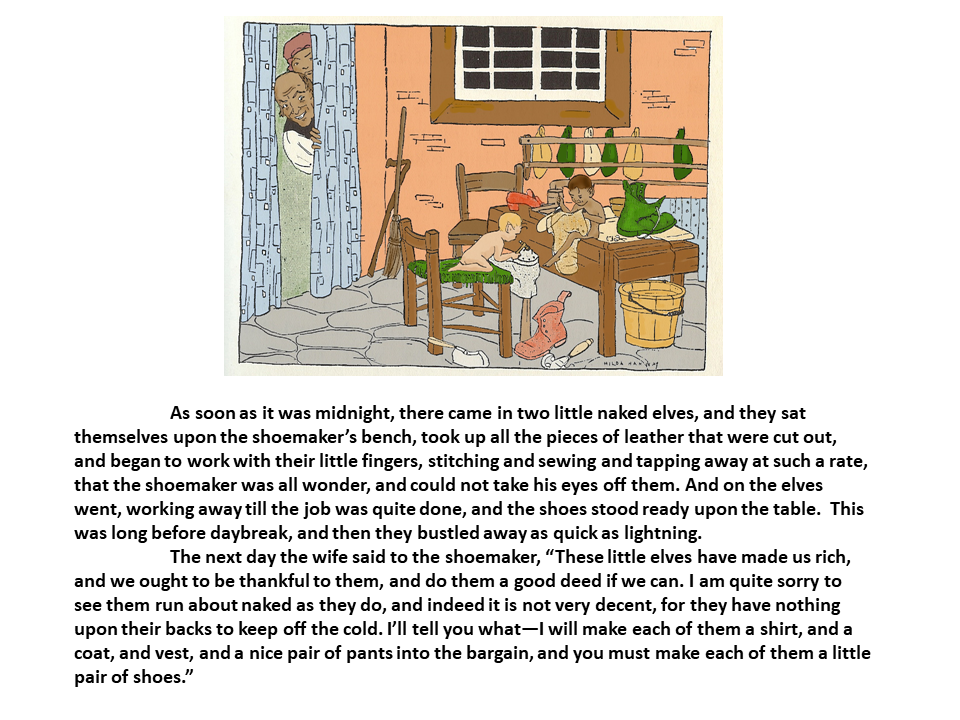 As soon as it was midnight, there came in two little naked elves, and they sat
themselves upon the shoemaker’s bench, took up all the pieces of leather that were cut out,
and began to work with their little fingers, stitching and sewing and tapping away at such a rate,
that the shoemaker was all wonder, and could not take his eyes off them. And on the elves
went, working away till the job was quite done, and the shoes stood ready upon the table.  This
was long before daybreak, and then they bustled away as quick as lightning.
The next day the wife said to the shoemaker, “These little elves have made us rich,
and we ought to be thankful to them, and do them a good deed if we can. I am quite sorry to
see them run about naked as they do, and indeed it is not very decent, for they have nothing
upon their backs to keep off the cold. I’ll tell you what—I will make each of them a shirt, and a
coat, and vest, and a nice pair of pants into the bargain, and you must make each of them a little
pair of shoes.”